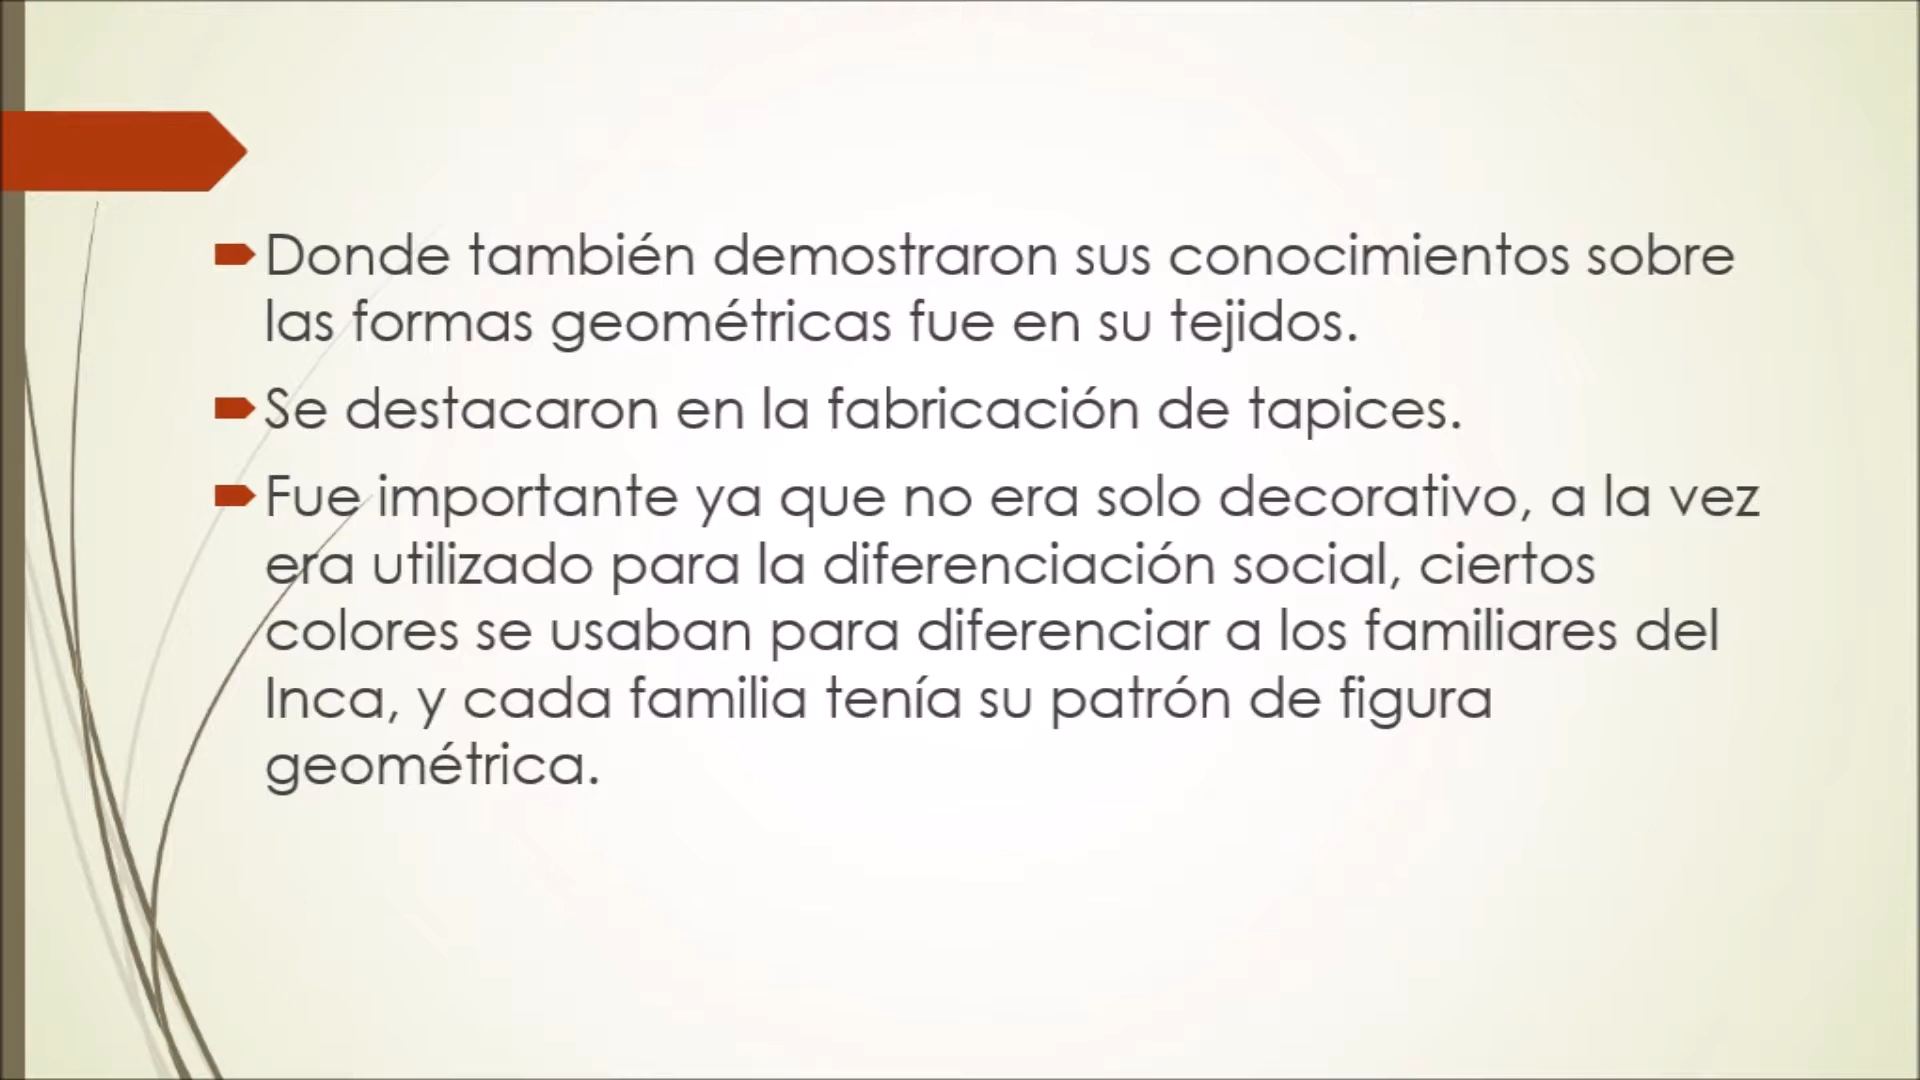 Donde también demostraron sus conocimientos sobre
las formas geométricas fue en su tejidos.
Se destacaron en la fabricación de tapices.
Fue importante ya que no era solo decorativo, a la vez
era utilizado para la diferenciación social, ciertos
colores se usaban para diferenciar a los familiares del
Inca, y cada familia tenía su patrón de figura
geométrica.